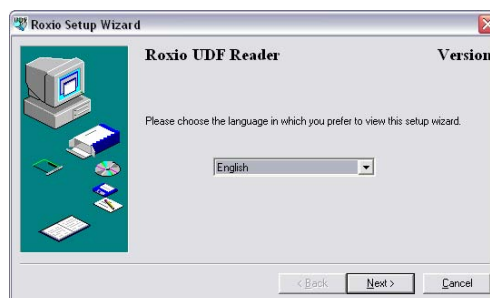 Roxio Setup Wizard
Roxio UDF Reader Version
Please choose the language in which you prefer to view this setup wizard.
English
< Back Next > Cancel